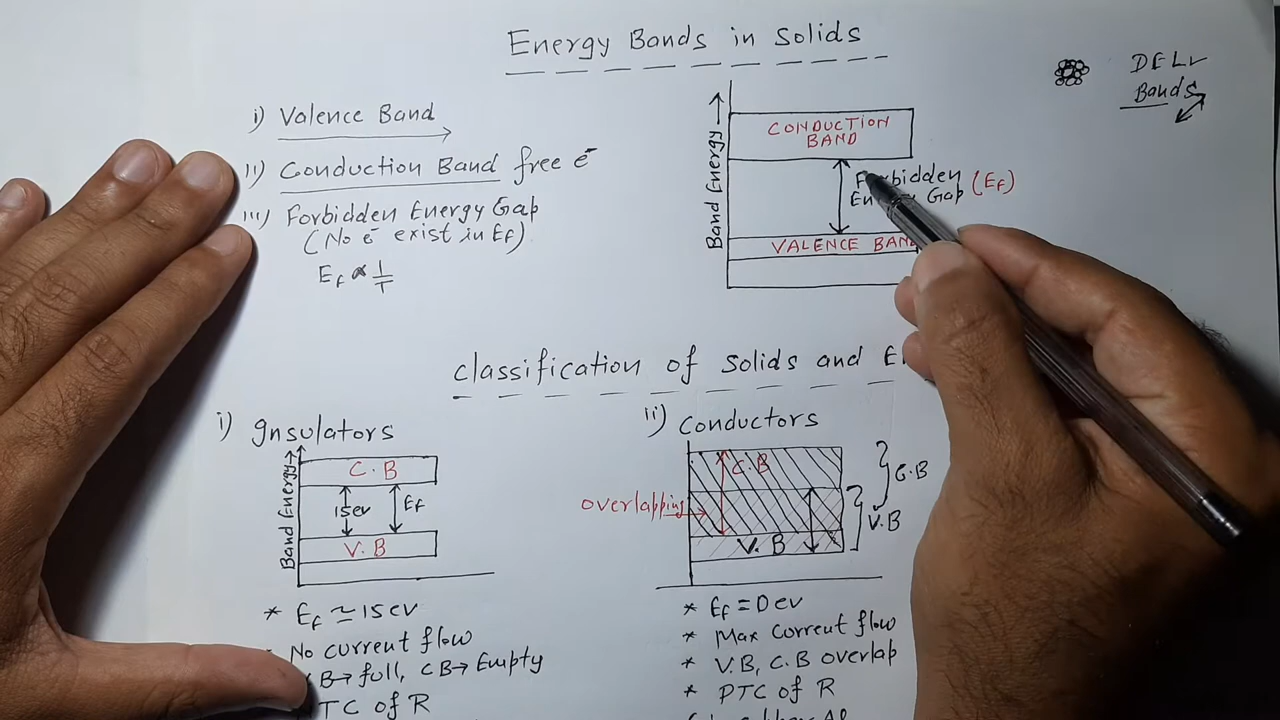 Energy Bands in Solids
i) Valence Band
ii) Conduction Band free e⁻
iii) Forbidden Energy Gap
(No e⁻ exist in Ef)
Ef ∝ 1/T
Band Energy →
CONDUCTION
BAND
Forbidden
Gap (Ef)
VALENCE BAND
Bands
classification of solids and
i) Insulators
Band Energy →
C.B
15ev
Ef
V.B
* Ef ≃ 15ev
No current flow
B → full, CB → Empty
TC of R
ii) Conductors
C.B
overlapping
V.B
C.B
V.B
* Ef = 0 ev
* Max current flow
* V.B, C.B overlap
* PTC of R